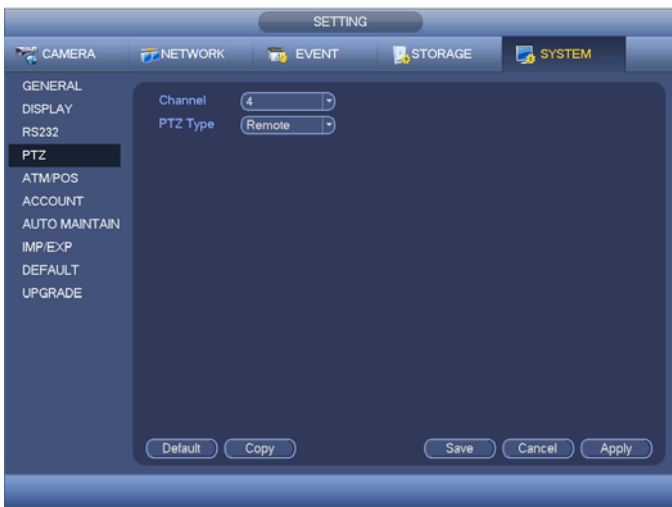 SETTING
CAMERA NETWORK EVENT STORAGE SYSTEM
GENERAL
DISPLAY
RS232
PTZ
ATM/POS
ACCOUNT
AUTO MAINTAIN
IMP/EXP
DEFAULT
UPGRADE
Channel 4
PTZ Type Remote
Default Copy Save Cancel Apply